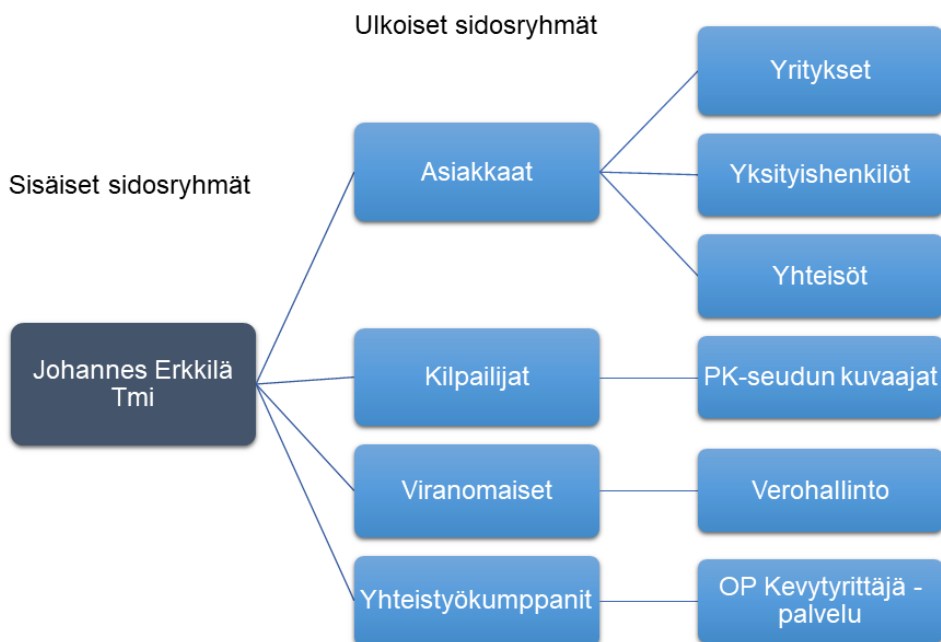 Ulkoiset sidosryhmät
Yritykset
Asiakkaat
Yksityishenkilöt
Sisäiset sidosryhmät
Yhteisöt
Johannes Erkkilä
Tmi
Kilpailijat
PK-seudun kuvaajat
Viranomaiset
Verohallinto
Yhteistyökumppanit
OP Kevytyrittäjä -
palvelu